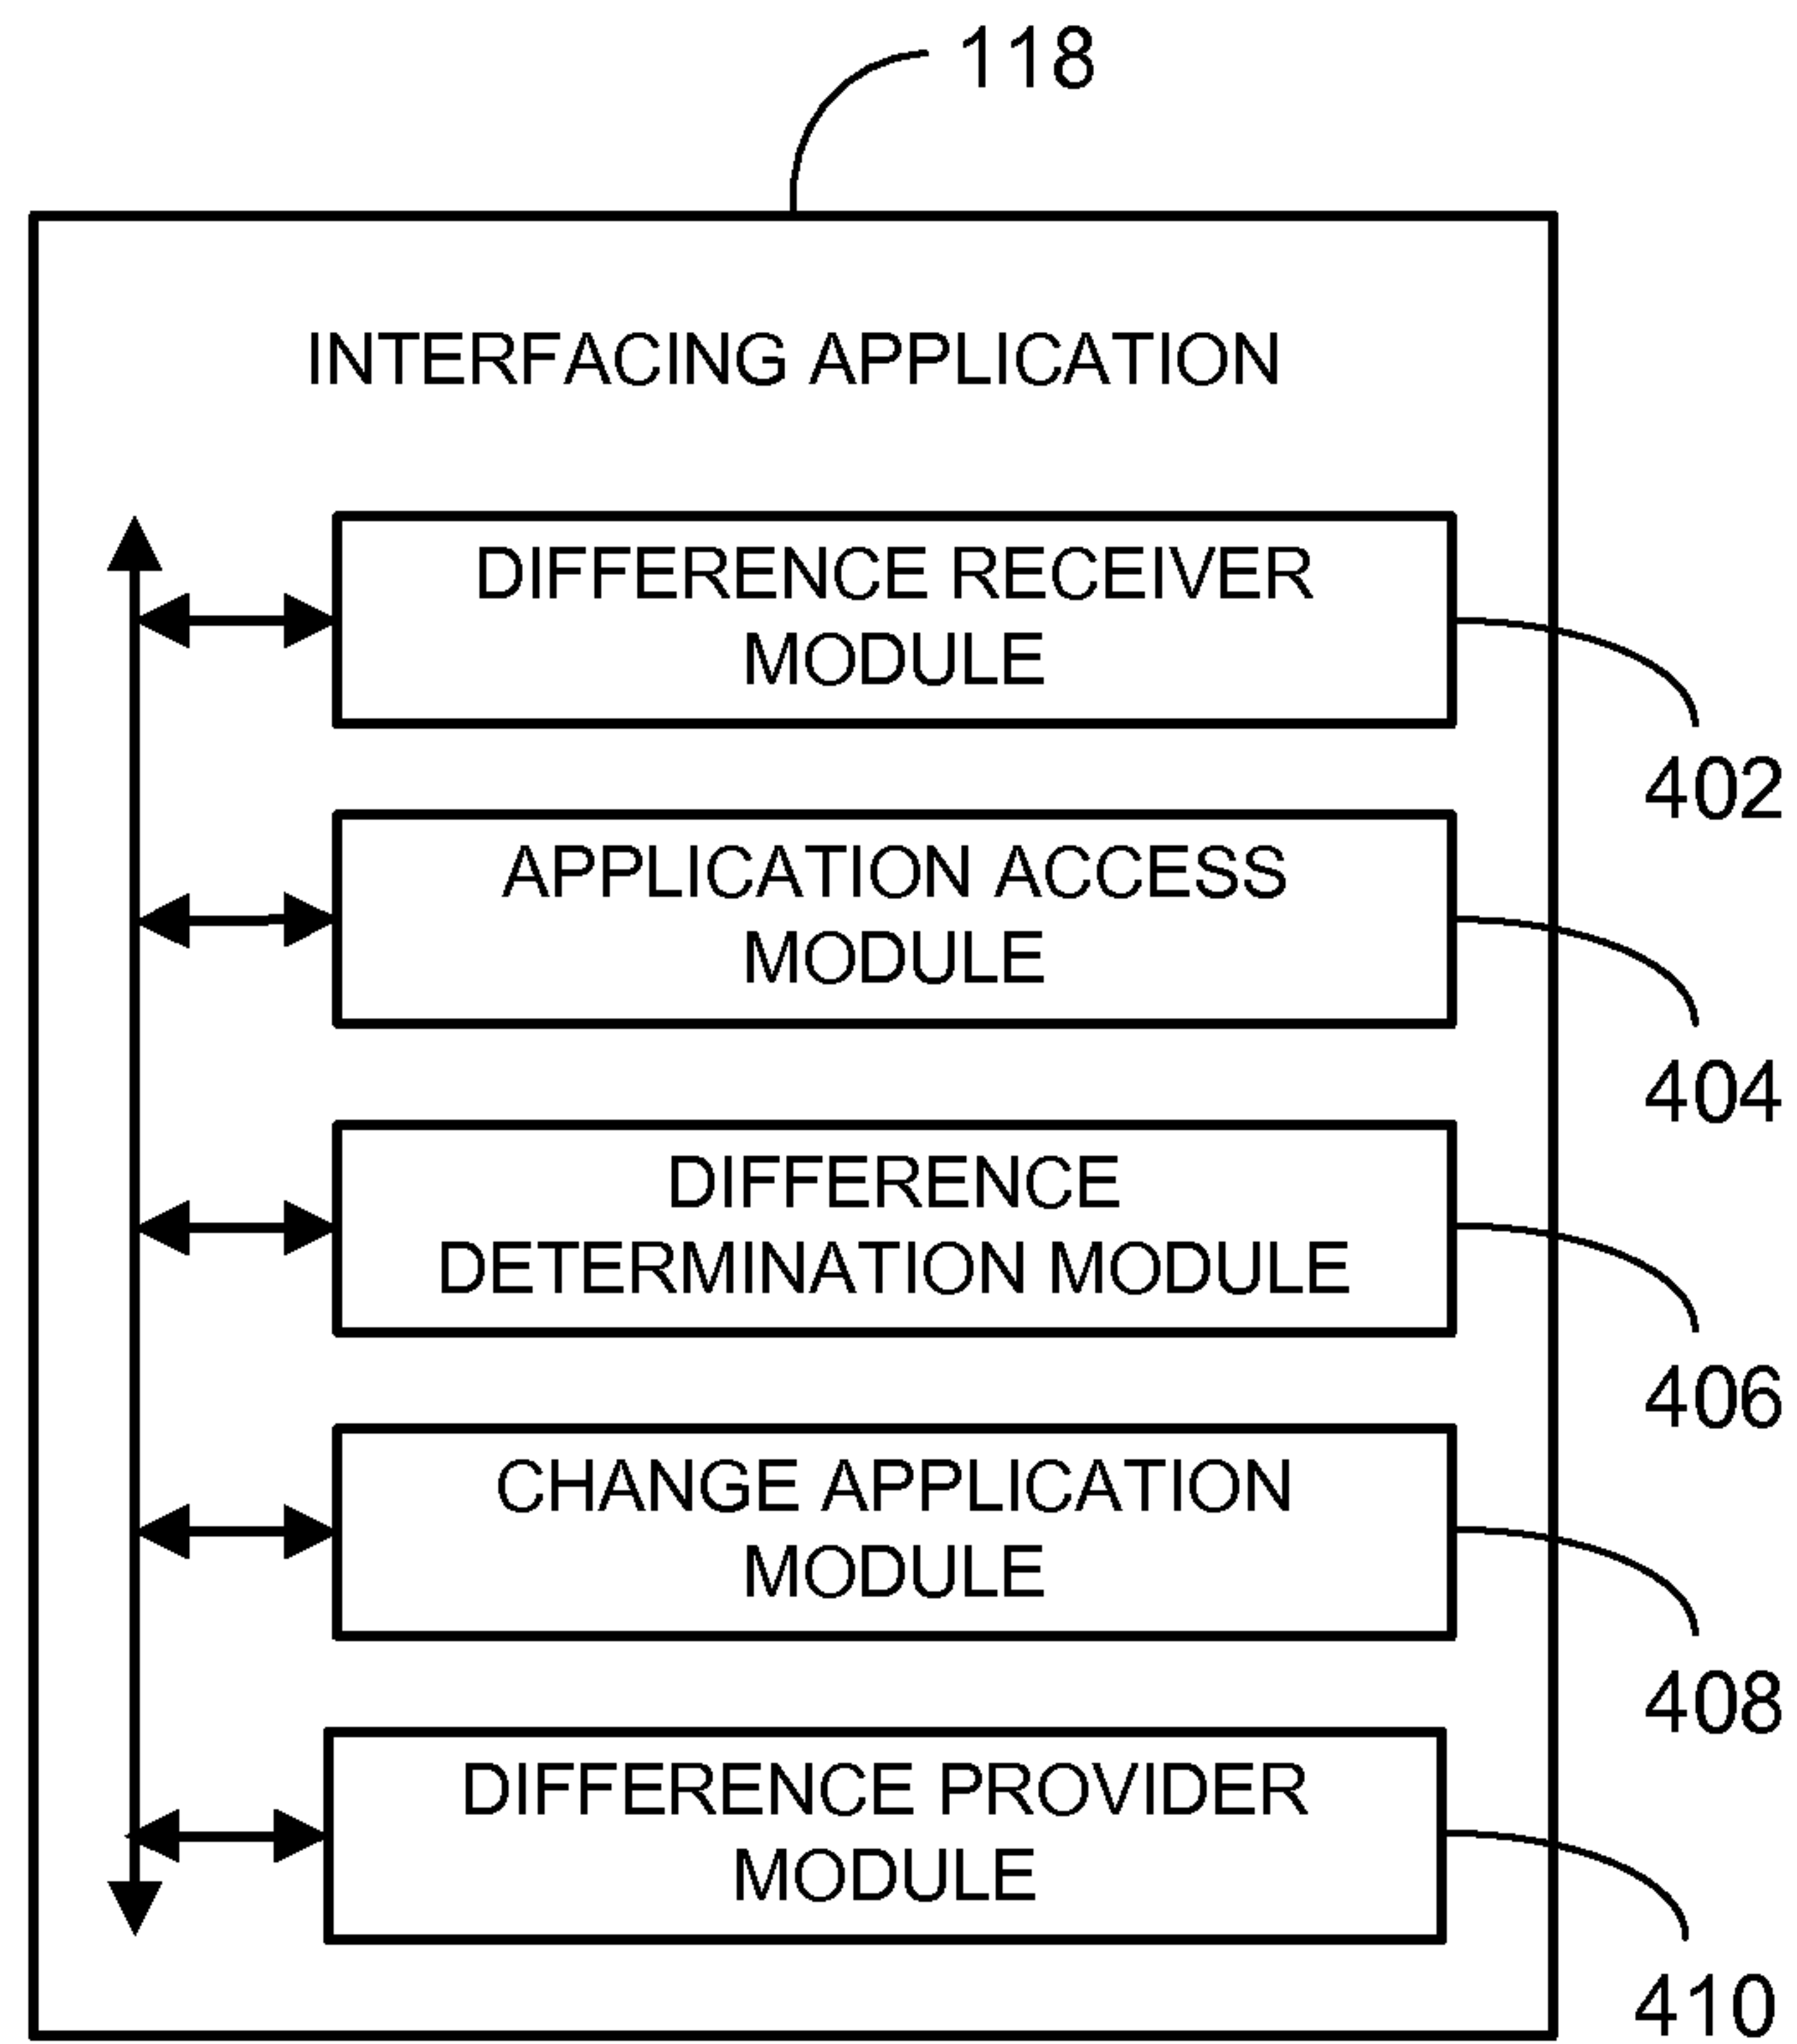 118
INTERFACING APPLICATION
DIFFERENCE RECEIVER
MODULE
402
APPLICATION ACCESS
MODULE
404
DIFFERENCE
DETERMINATION MODULE
406
CHANGE APPLICATION
MODULE
408
DIFFERENCE PROVIDER
MODULE
410